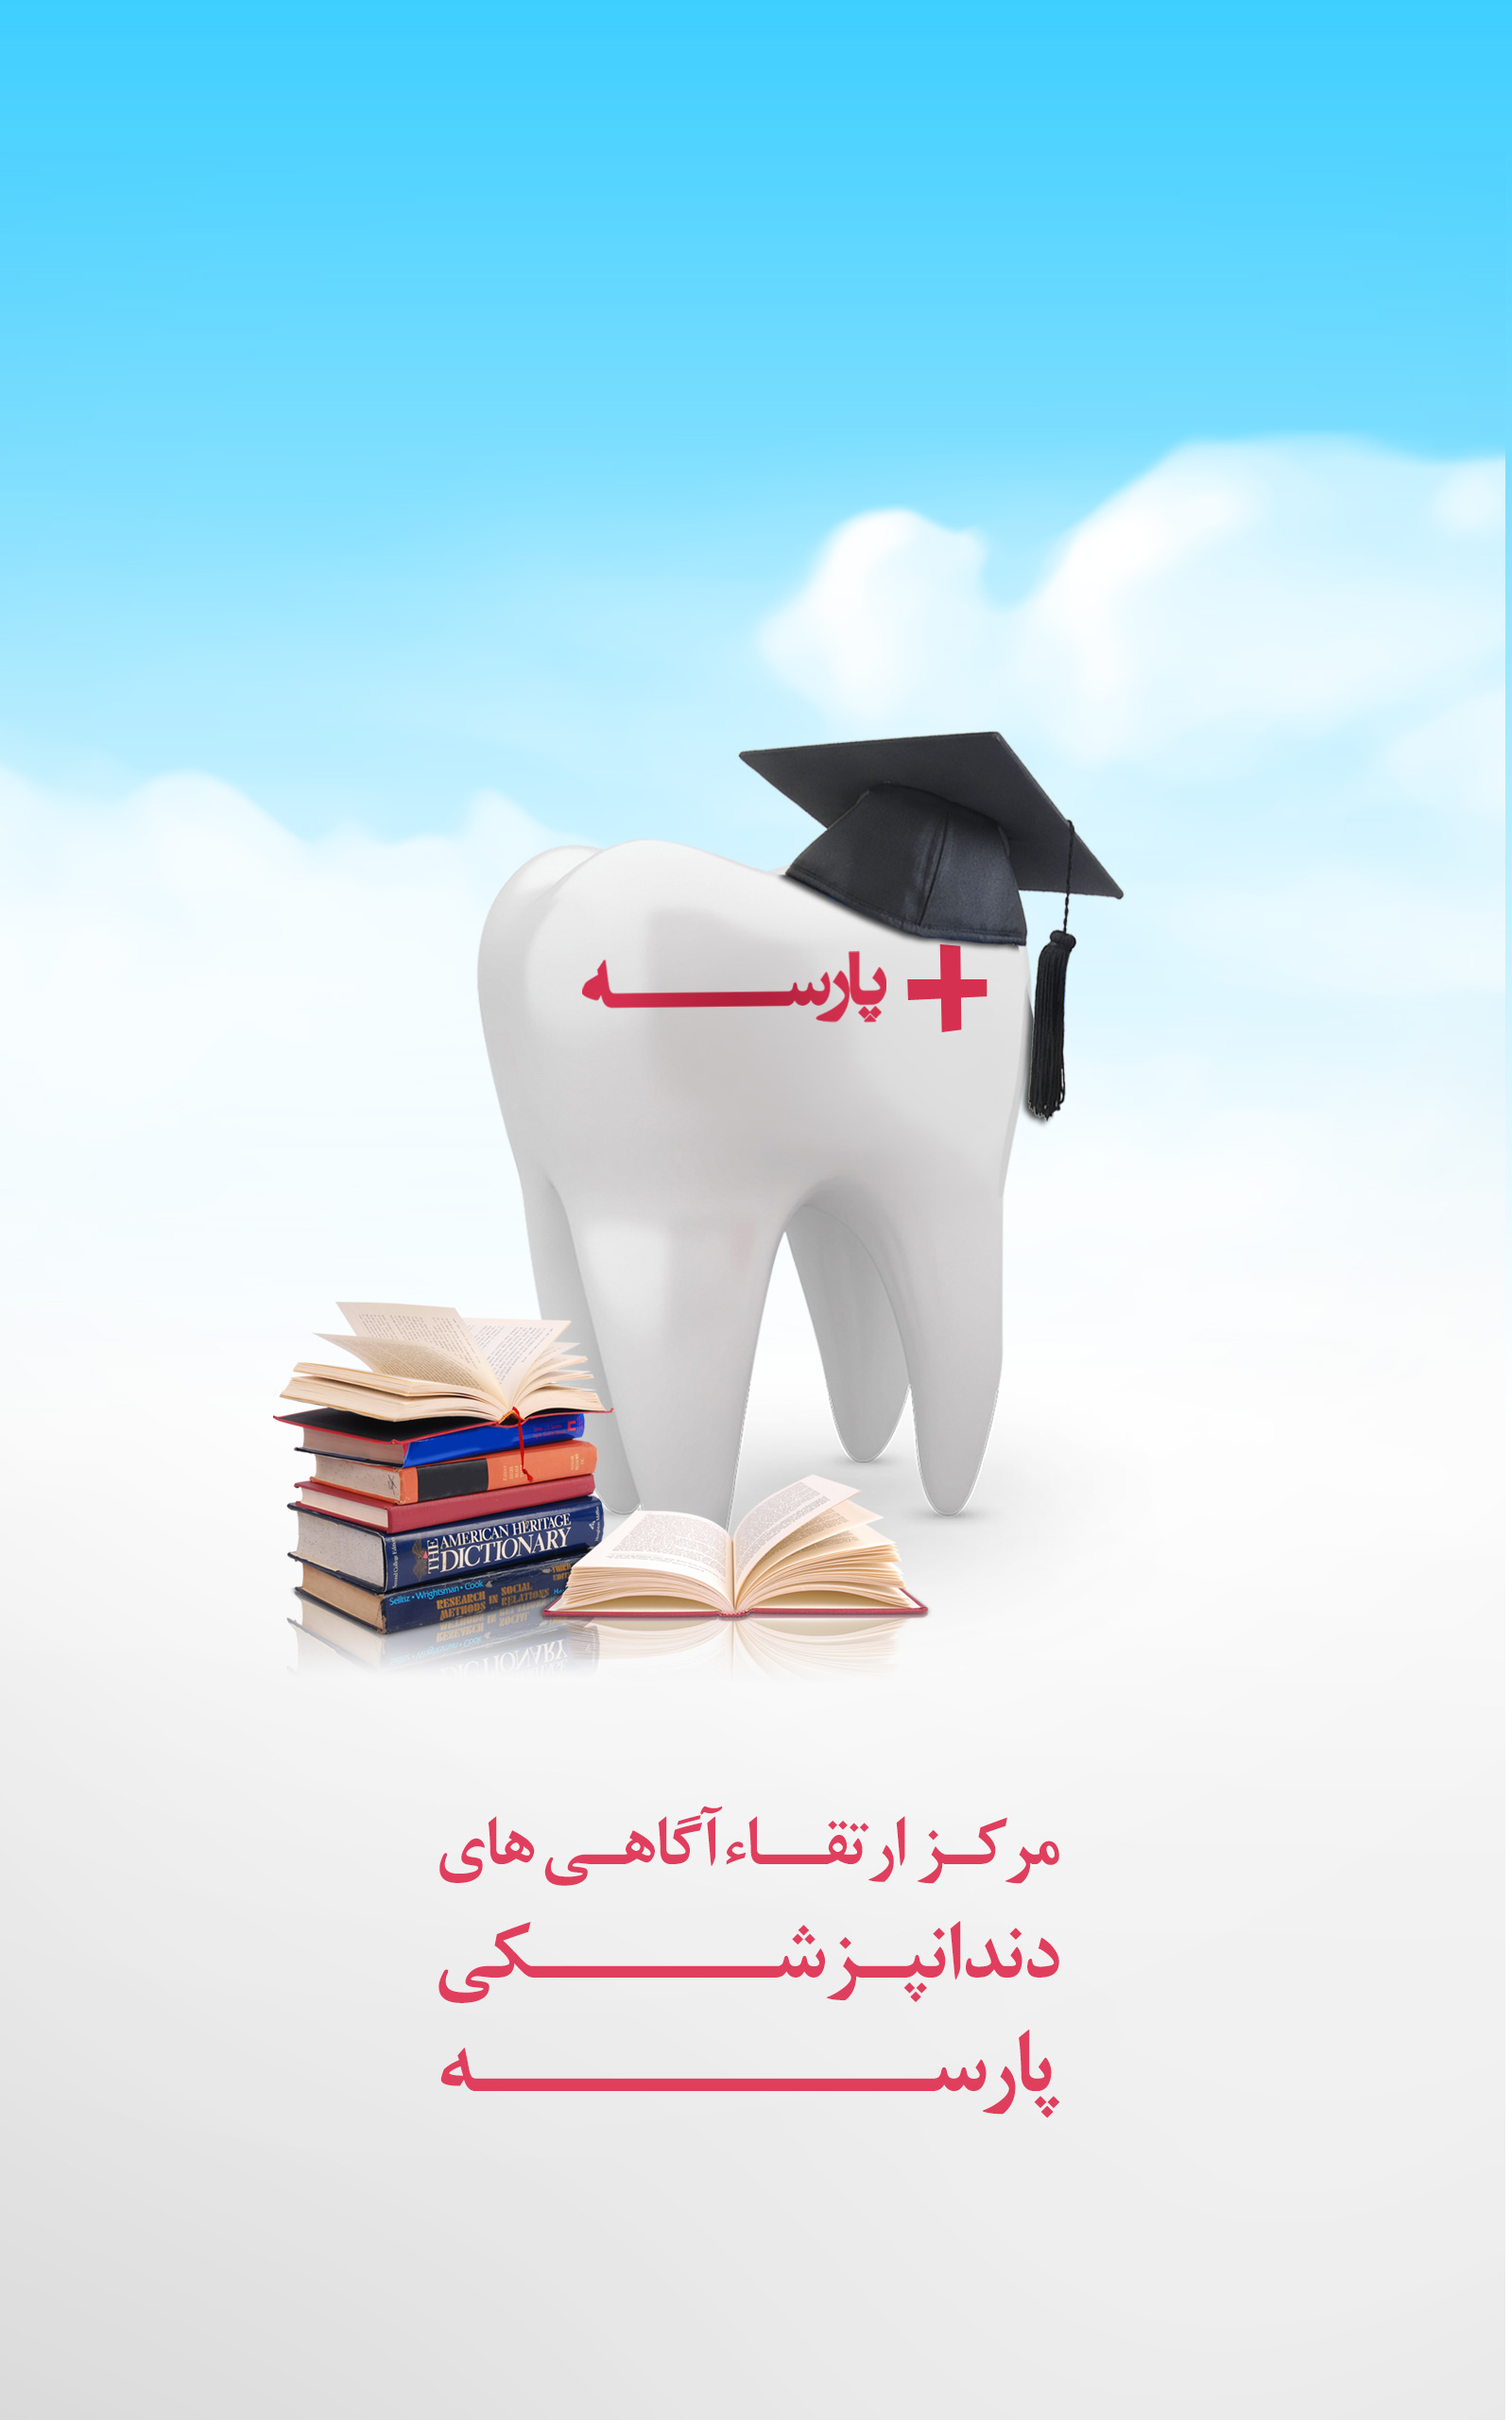 پارسه +
THE AMERICAN HERITAGE
DICTIONARY
Selltiz • Wrightsman • Cook
RESEARCH IN SOCIAL
METHODS IN RELATIONS
مرکز ارتقاء آگاهی های
دندانپزشکی
پارسه